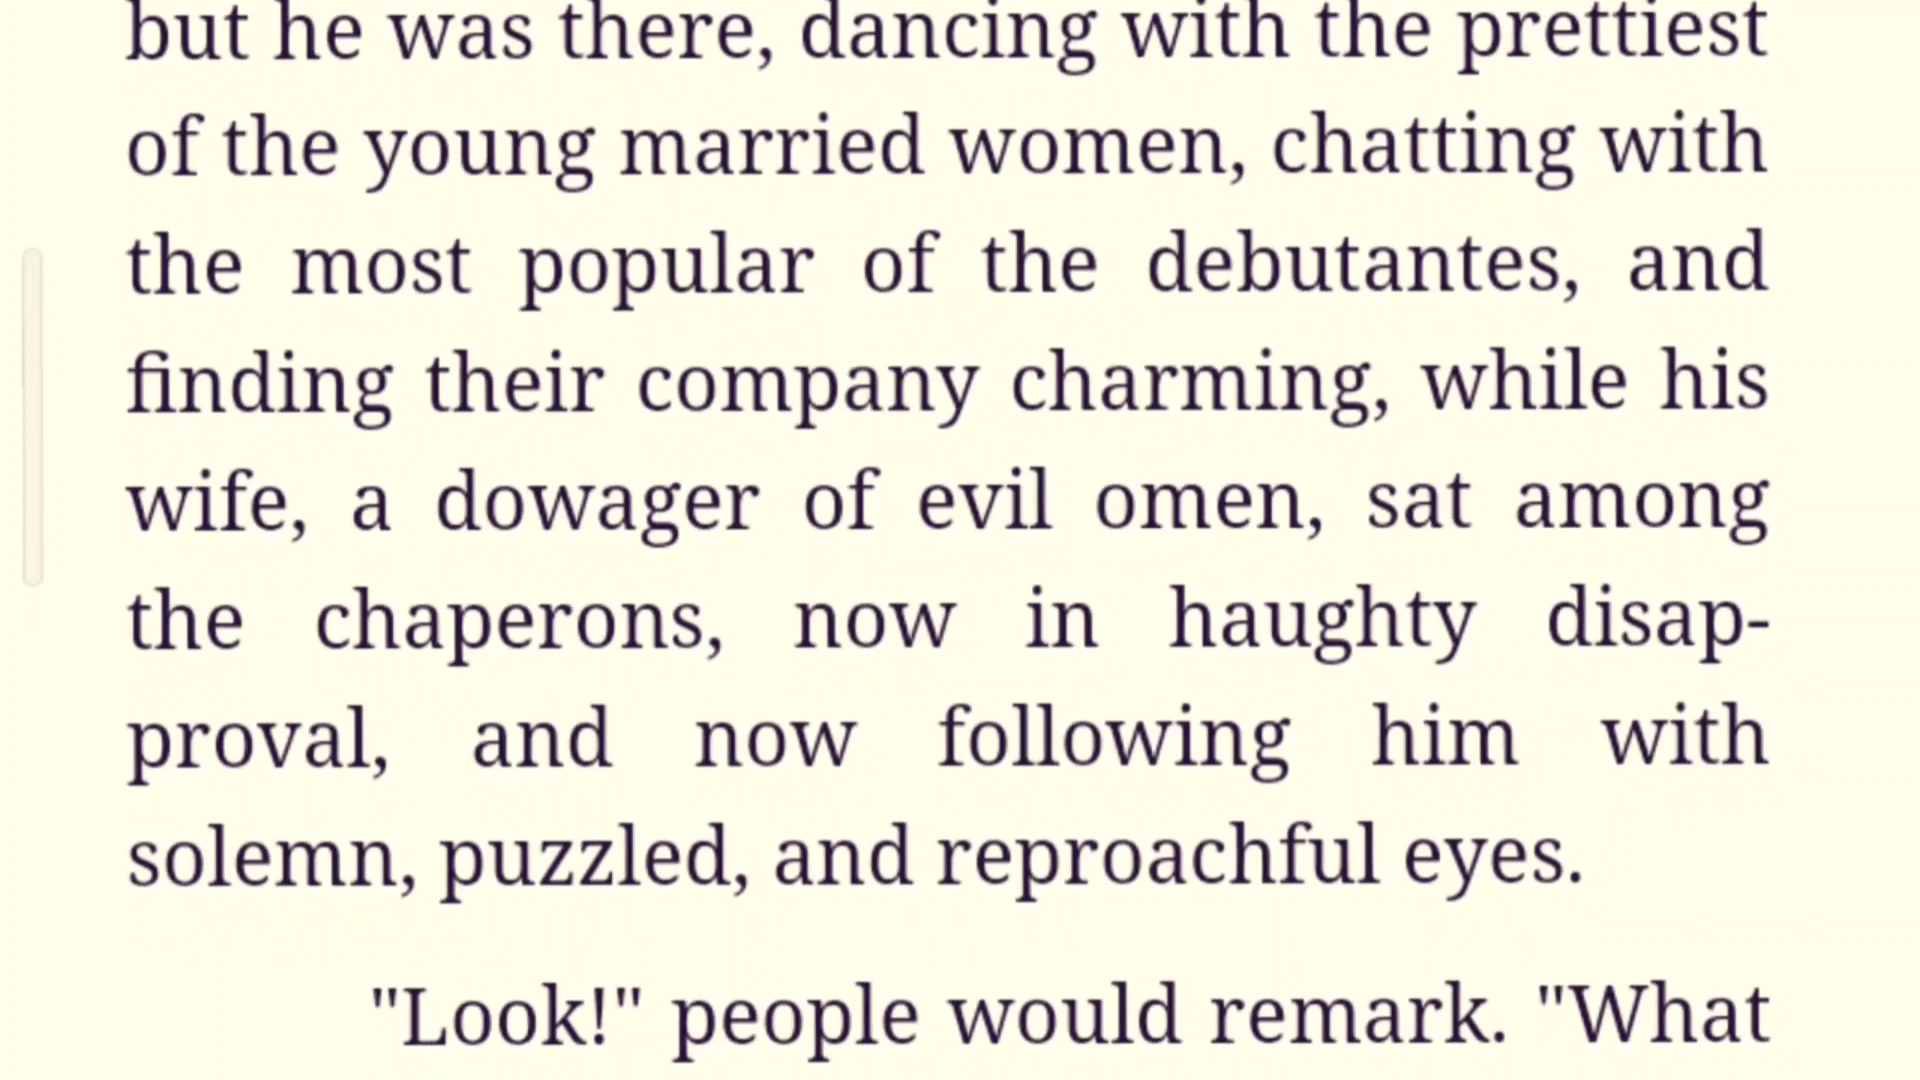 but he was there, dancing with the prettiest
of the young married women, chatting with
the most popular of the debutantes, and
finding their company charming, while his
wife, a dowager of evil omen, sat among
the chaperons, now in haughty disap-
proval, and now following him with
solemn, puzzled, and reproachful eyes.
"Look!" people would remark. "What